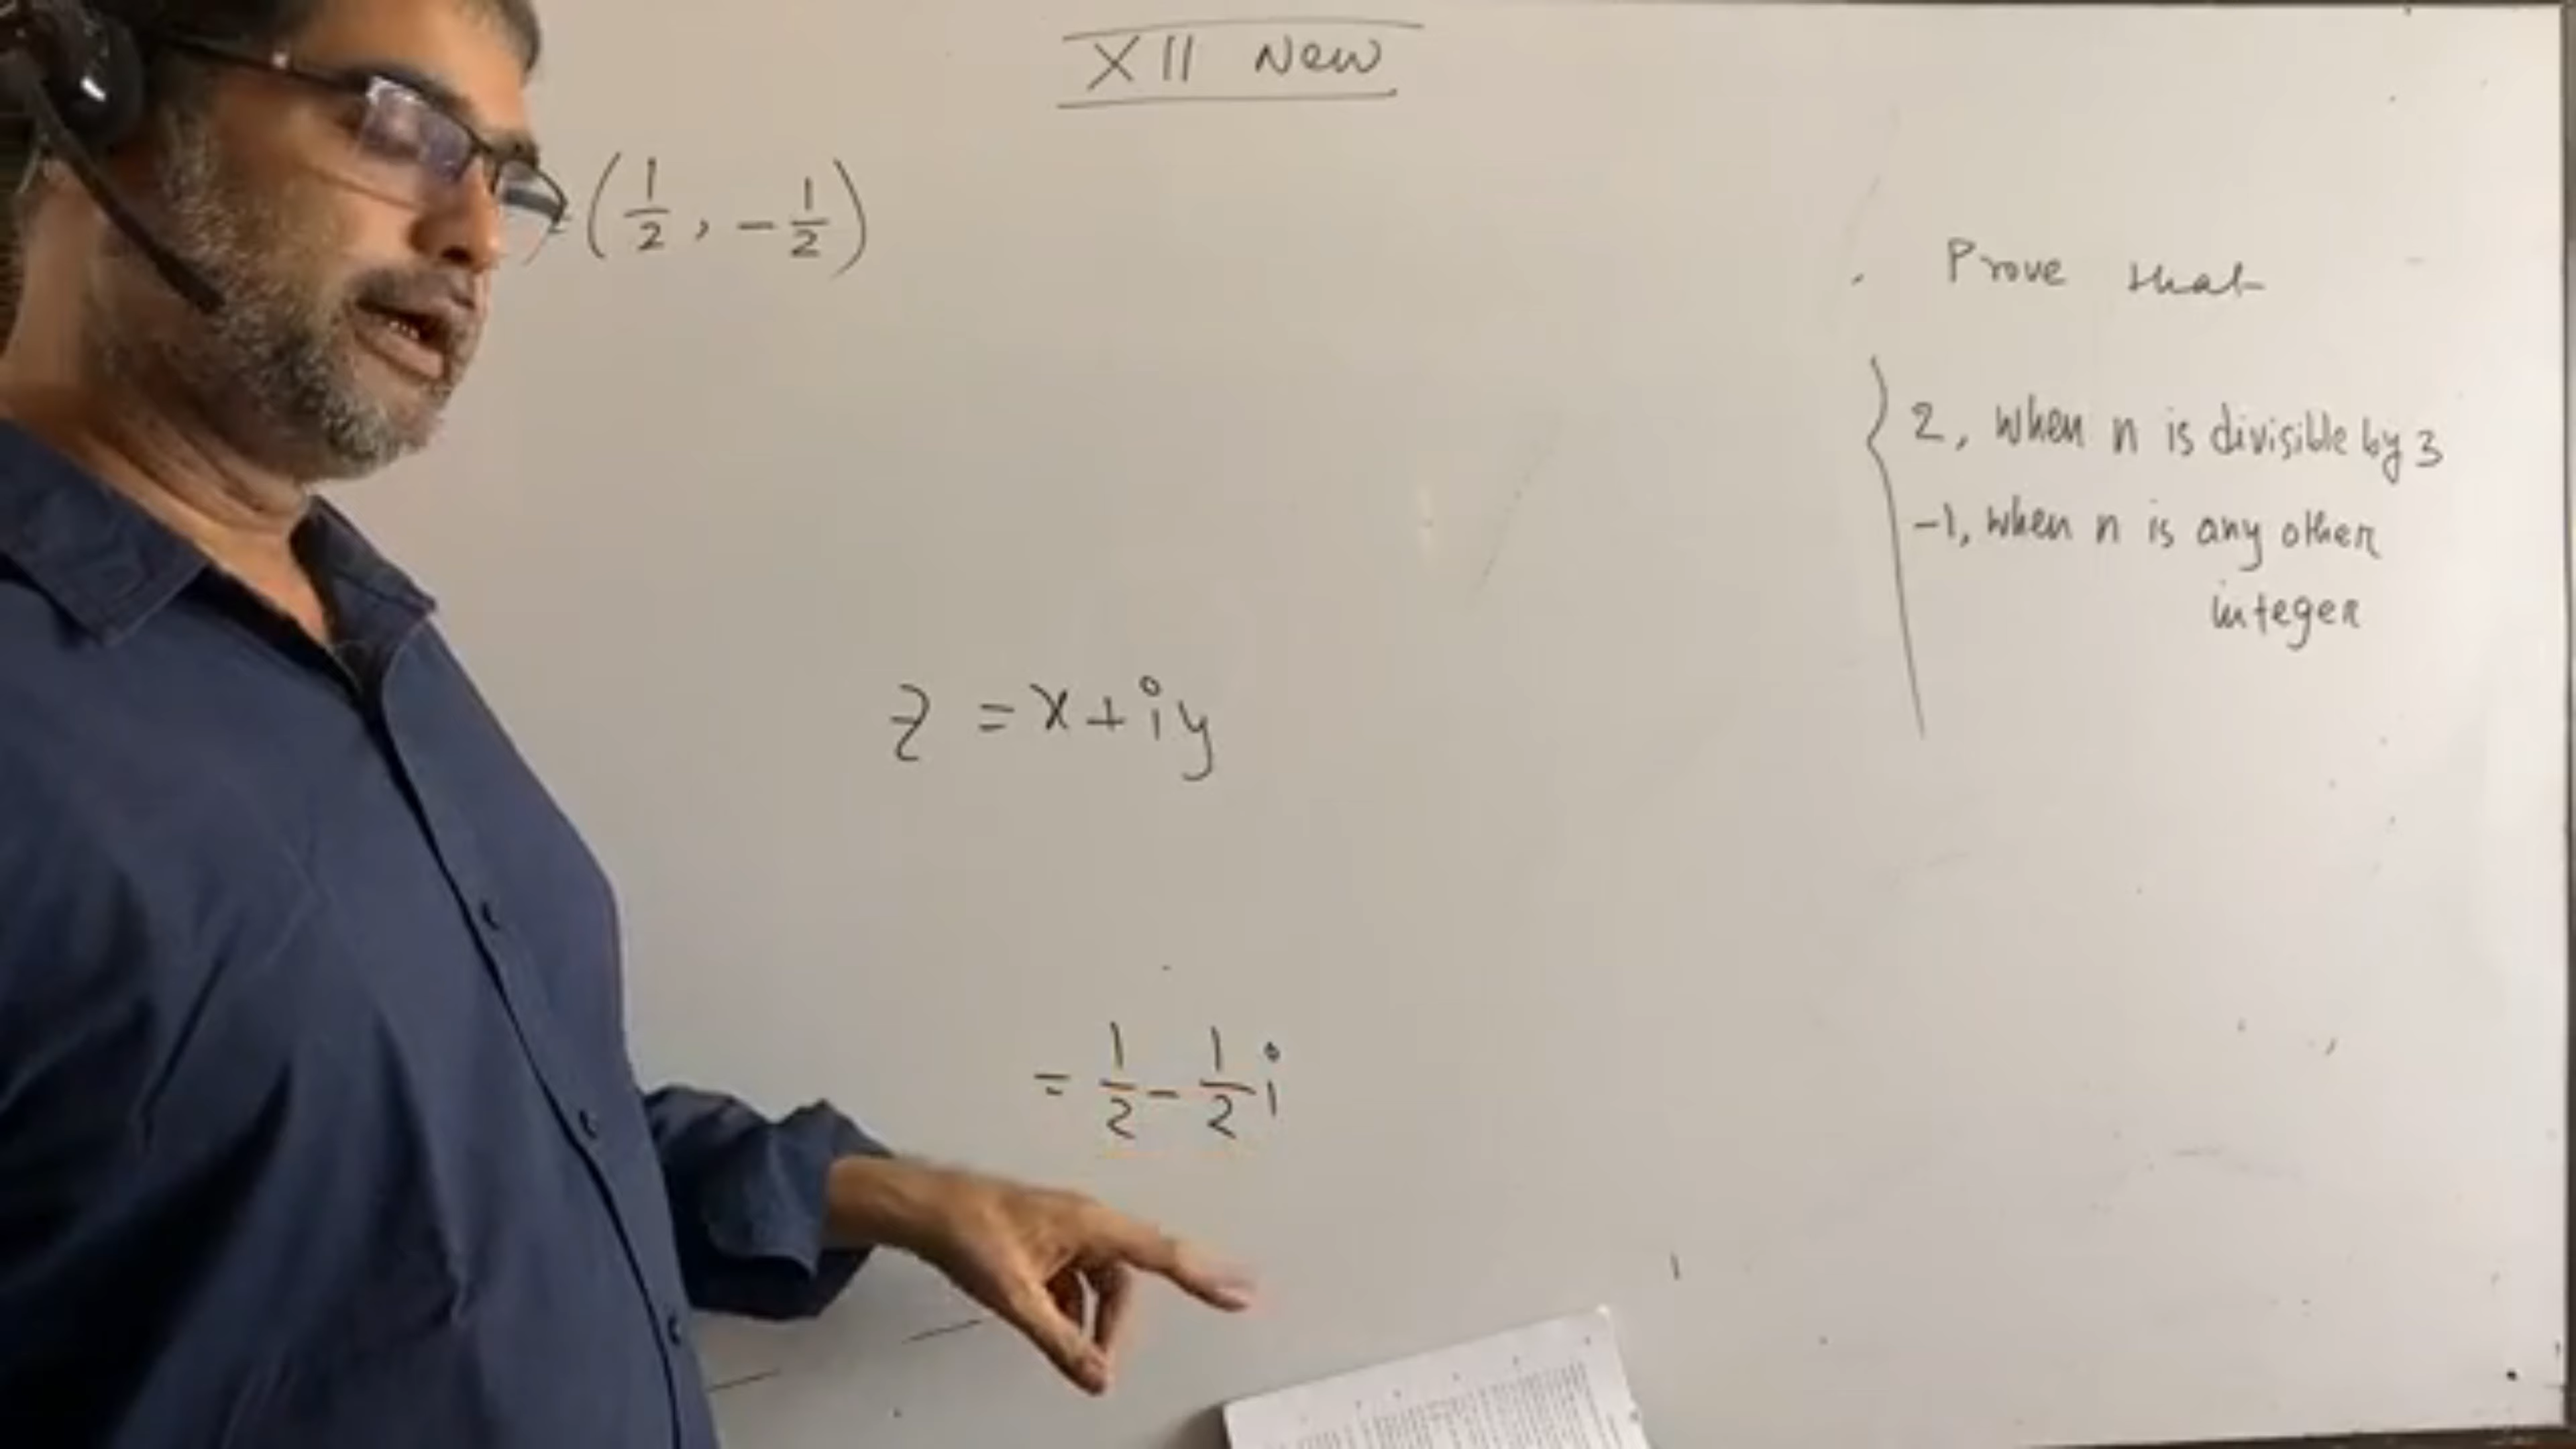 XII New
= (1/2, -1/2)
Prove that
2, when n is divisible by 3
-1, when n is any other
integer
z = x + iy
= 1/2 - 1/2 i